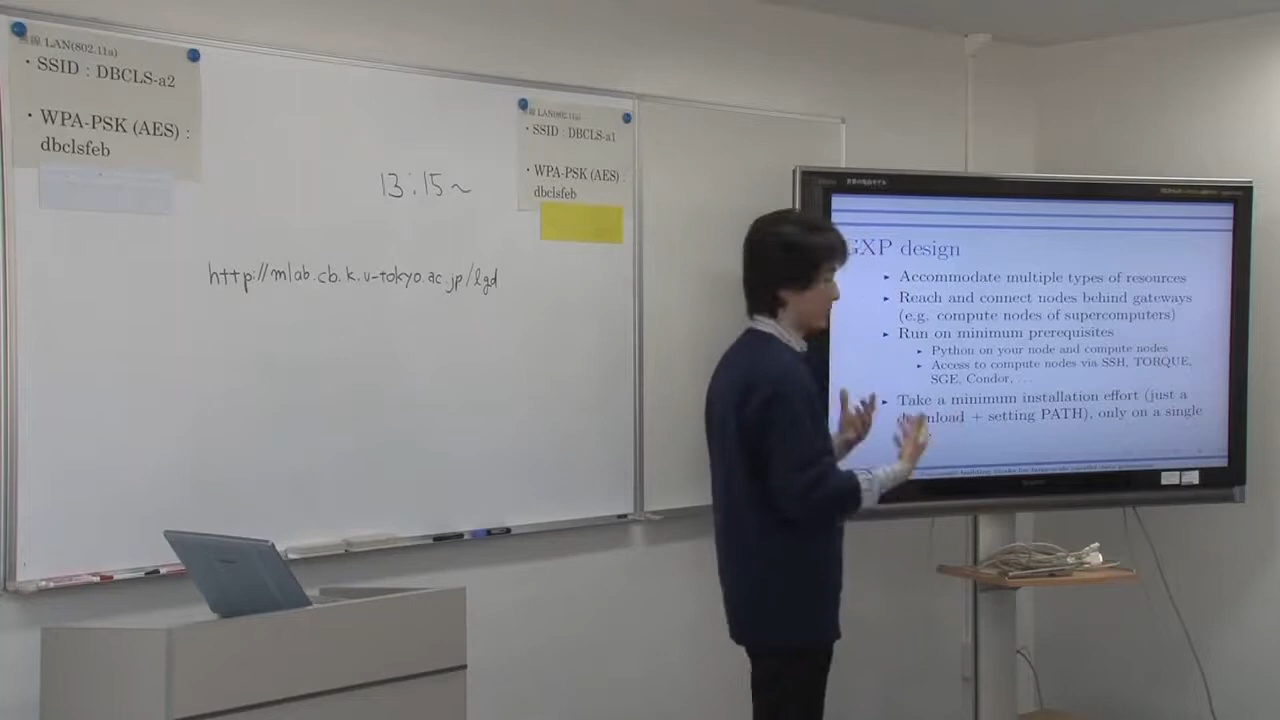 無線 LAN(802.11a)
・SSID : DBCLS-a2
・WPA-PSK (AES) :
dbclsfeb
LAN(802.11a)
・SSID : DBCLS-a1
・WPA-PSK (AES) :
dbclsfeb
13:15~
http://mlab.cb.k.u-tokyo.ac.jp/lgd
GXP design
▸ Accommodate multiple types of resources
▸ Reach and connect nodes behind gateways
(e.g. compute nodes of supercomputers)
▸ Run on minimum prerequisites
▸ Python on your node and compute nodes
▸ Access to compute nodes via SSH, TORQUE,
SGE, Condor, ...
▸ Take a minimum installation effort (just a
download + setting PATH), only on a single